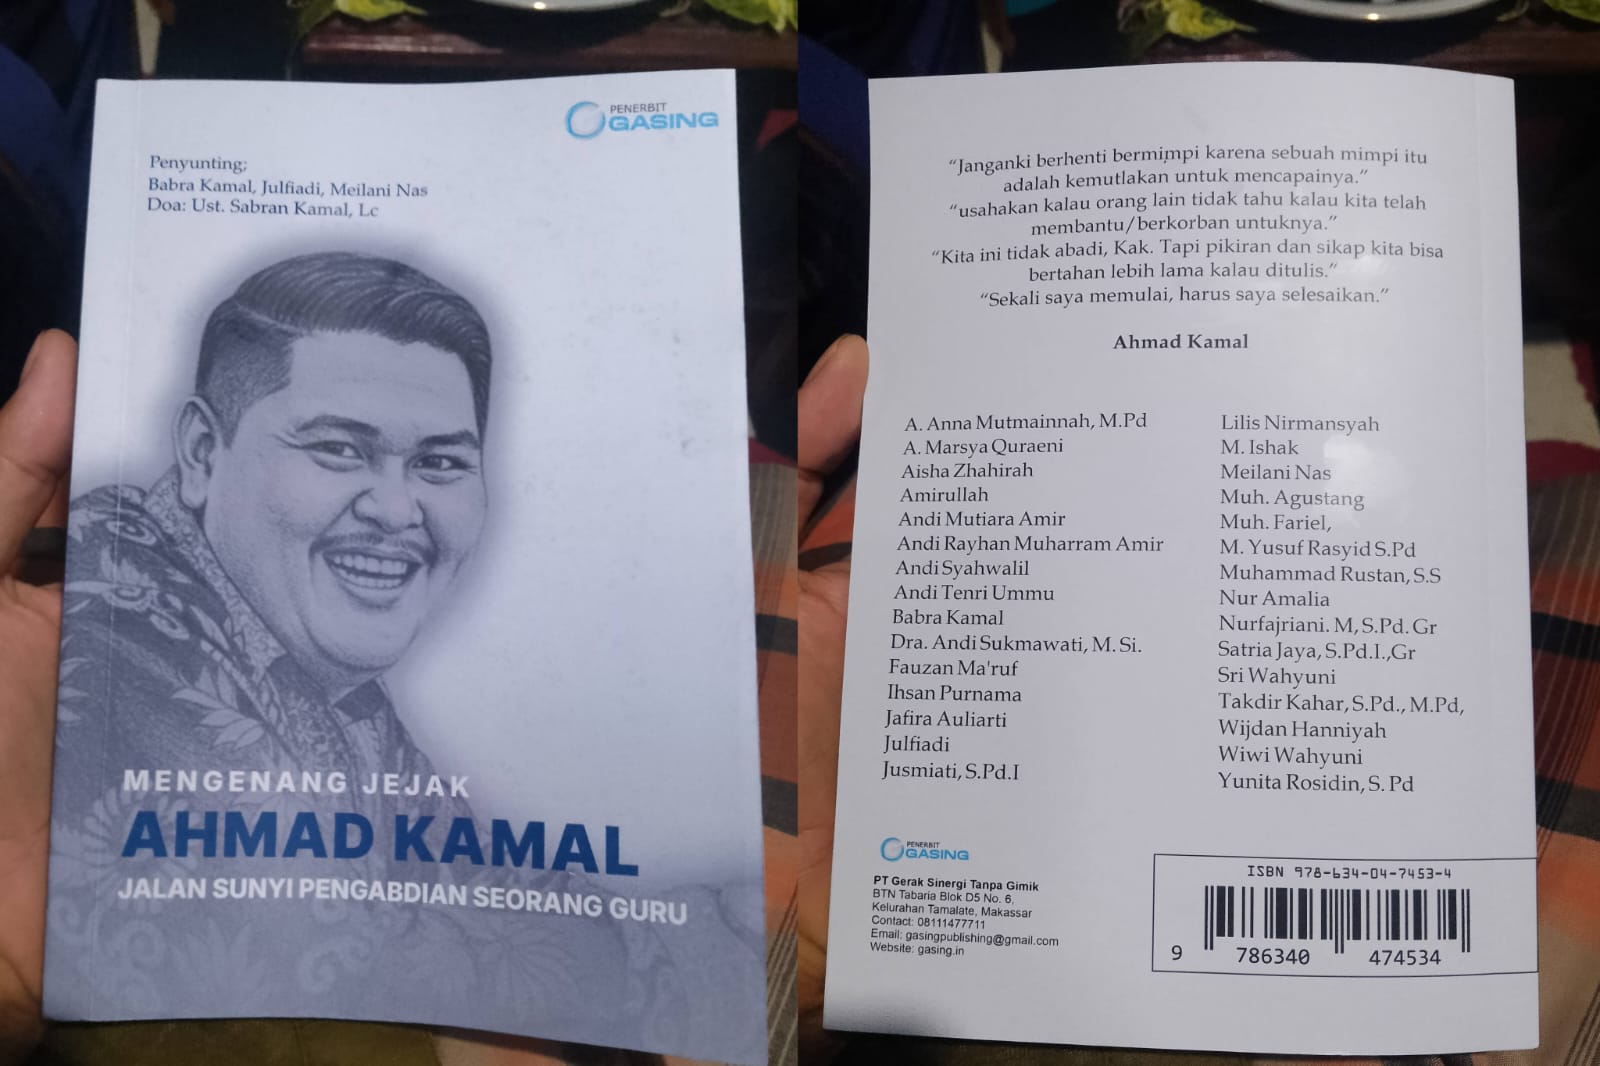 PENERBIT
GASING
Penyunting;
Babra Kamal, Julfiadi, Meilani Nas
Doa: Ust. Sabran Kamal, Lc
MENGENANG JEJAK
AHMAD KAMAL
JALAN SUNYI PENGABDIAN SEORANG GURU
“Janganki berhenti bermimpi karena sebuah mimpi itu
adalah kemutlakan untuk mencapainya.”
“usahakan kalau orang lain tidak tahu kalau kita telah
membantu/berkorban untuknya.”
“Kita ini tidak abadi, Kak. Tapi pikiran dan sikap kita bisa
bertahan lebih lama kalau ditulis.”
“Sekali saya memulai, harus saya selesaikan.”
Ahmad Kamal
A. Anna Mutmainnah, M.Pd
A. Marsya Quraeni
Aisha Zhahirah
Amirullah
Andi Mutiara Amir
Andi Rayhan Muharram Amir
Andi Syahwalil
Andi Tenri Ummu
Babra Kamal
Dra. Andi Sukmawati, M. Si.
Fauzan Ma'ruf
Ihsan Purnama
Jafira Auliarti
Julfiadi
Jusmiati, S.Pd.I
Lilis Nirmansyah
M. Ishak
Meilani Nas
Muh. Agustang
Muh. Fariel,
M. Yusuf Rasyid S.Pd
Muhammad Rustan, S.S
Nur Amalia
Nurfajriani. M, S.Pd. Gr
Satria Jaya, S.Pd.I.,Gr
Sri Wahyuni
Takdir Kahar, S.Pd., M.Pd,
Wijdan Hanniyah
Wiwi Wahyuni
Yunita Rosidin, S. Pd
PENERBIT
GASING
PT Gerak Sinergi Tanpa Gimik
BTN Tabaria Blok D5 No. 6,
Kelurahan Tamalate, Makassar
Contact: 08111477711
Email: gasingpublishing@gmail.com
Website: gasing.in
ISBN 978-634-04-7453-4
9 786340 474534